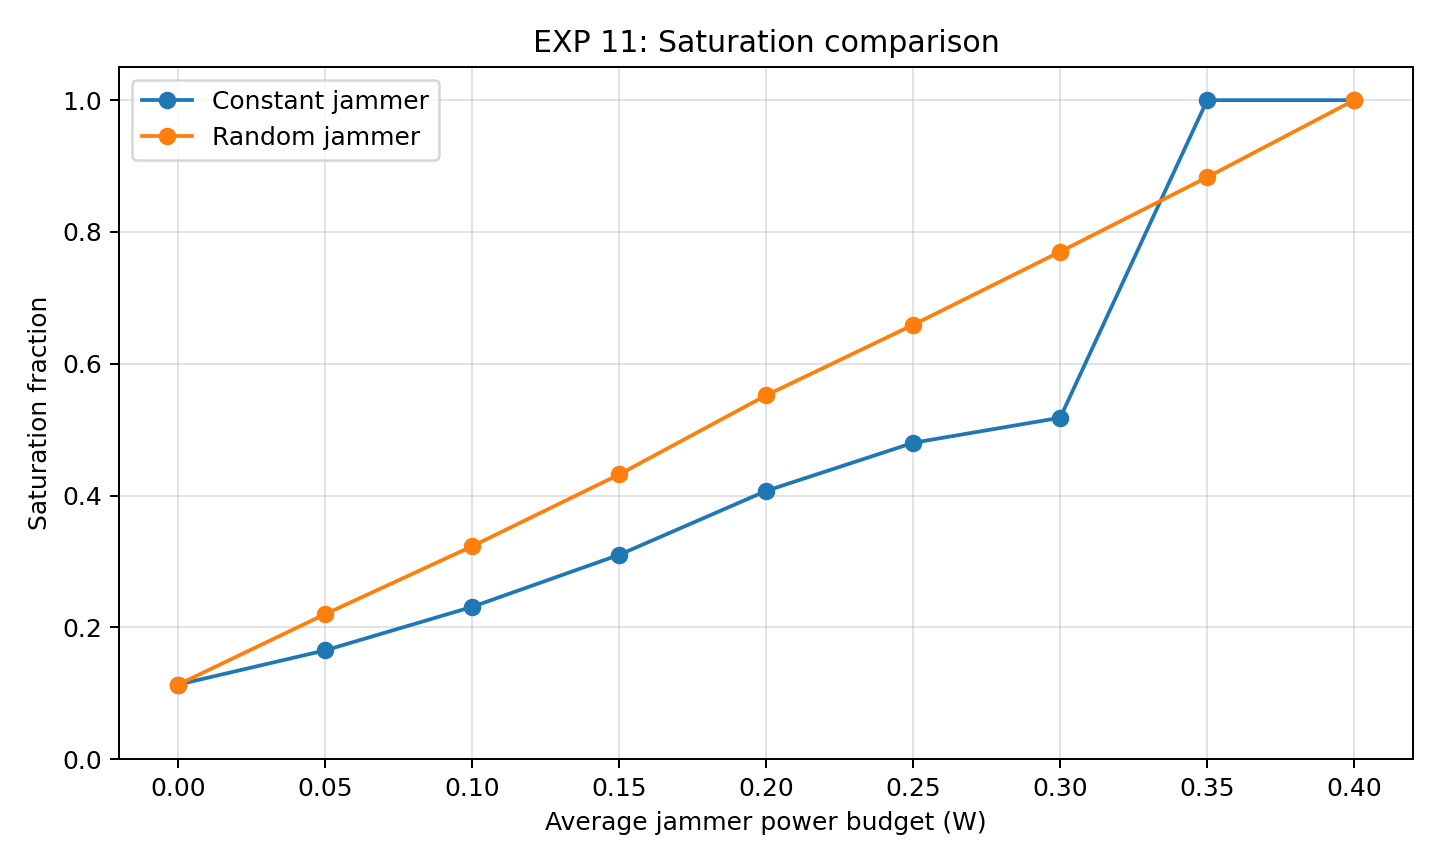 EXP 11: Saturation comparison
Constant jammer
Random jammer
Saturation fraction
1.0
0.8
0.6
0.4
0.2
0.0
0.00 0.05 0.10 0.15 0.20 0.25 0.30 0.35 0.40
Average jammer power budget (W)